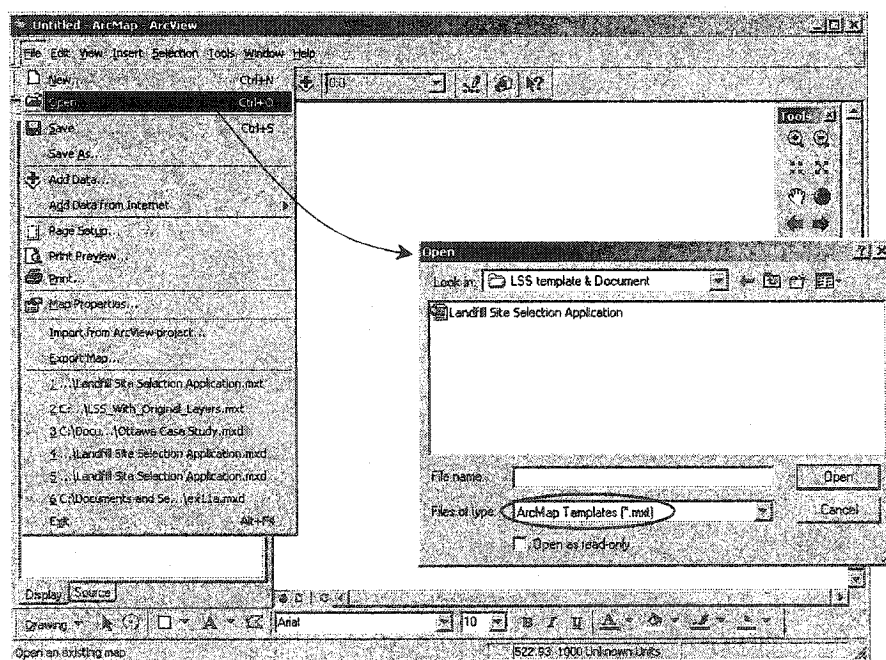 Untitled - ArcMap - ArcView
File Edit View Insert Selection Tools Window Help
New... Ctrl+N
Open... Ctrl+O
Save Ctrl+S
Save As...
Add Data...
Add Data from Internet
Page Setup...
Print Preview...
Print...
Map Properties...
Import from ArcView project...
Export Map...
1 ...\Landfill Site Selection Application.mxt
2 C:...\LSS_With_Original_Layers.mxt
3 C:\Docu...\Ottawa Case Study.mxd
4 ...\Landfill Site Selection Application.mxd
5 ...\Landfill Site Selection Application.mxd
6 C:\Documents and Se...\ex11a.mxd
Exit Alt+F4
Tools
Open
Look in: LSS template & Document
Landfill Site Selection Application
File name:
Open
Files of type: ArcMap Templates (*.mxt)
Cancel
Open as read-only
Display Source
Drawing A Arial 10 B I U A
Open an existing map
522.93 1000 Unknown Units